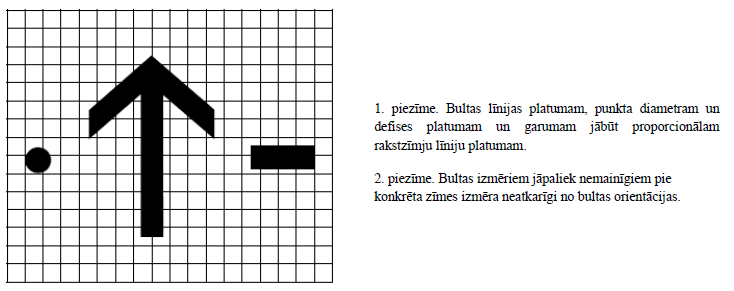 1. piezīme. Bultas līnijas platumam, punkta diametram un
defises platumam un garumam jābūt proporcionālam
rakstzīmju līniju platumam.
2. piezīme. Bultas izmēriem jāpaliek nemainīgiem pie
konkrēta zīmes izmēra neatkarīgi no bultas orientācijas.